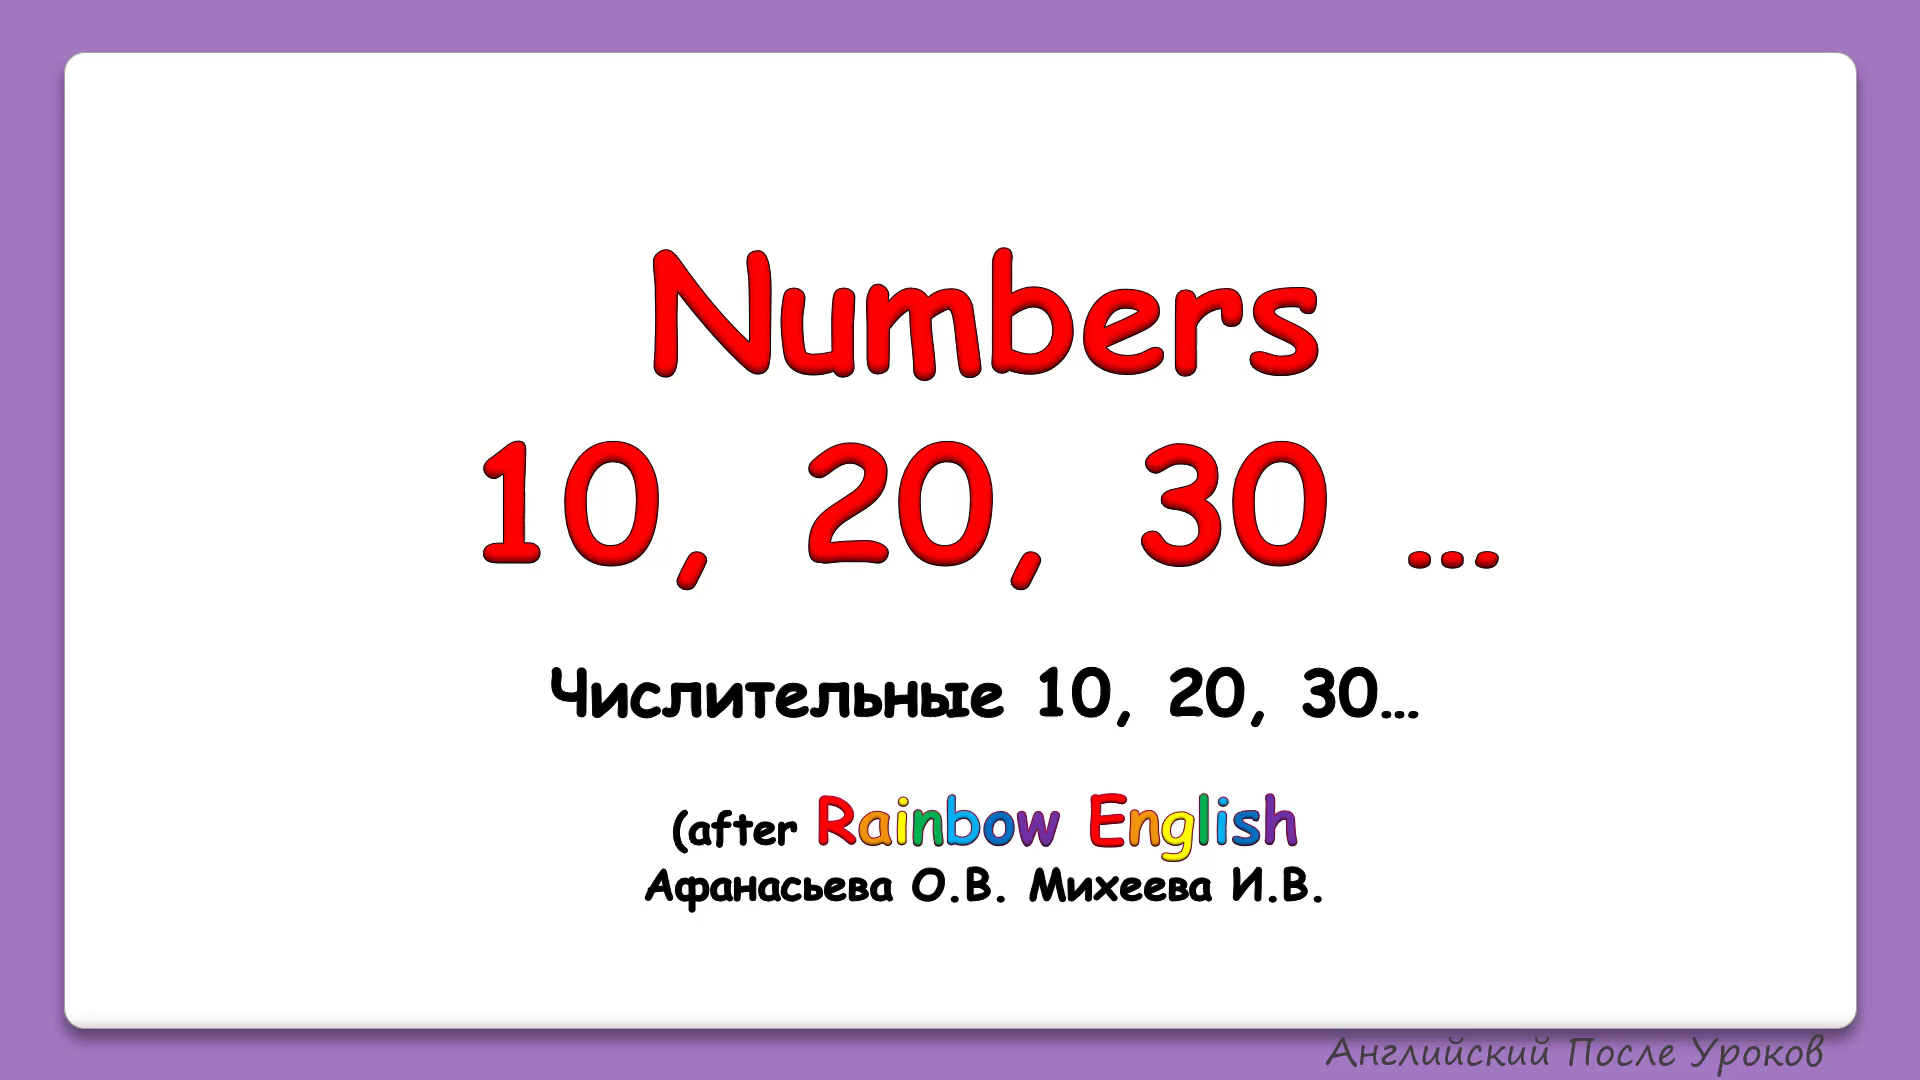 Numbers
10, 20, 30 ...
Числительные 10, 20, 30...
(after Rainbow English
Афанасьева О.В. Михеева И.В.
Английский После Уроков